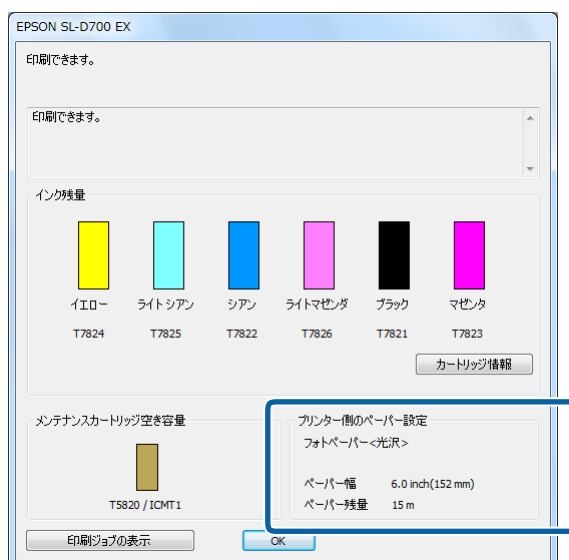 EPSON SL-D700 EX
印刷できます。
印刷できます。
インク残量
イエロー ライトシアン シアン ライトマゼンダ ブラック マゼンタ
T7824 T7825 T7822 T7826 T7821 T7823
カートリッジ情報
メンテナンスカートリッジ空き容量
T5820 / ICMT1
プリンター側のペーパー設定
フォトペーパー<光沢>
ペーパー幅 6.0 inch(152 mm)
ペーパー残量 15 m
印刷ジョブの表示 OK